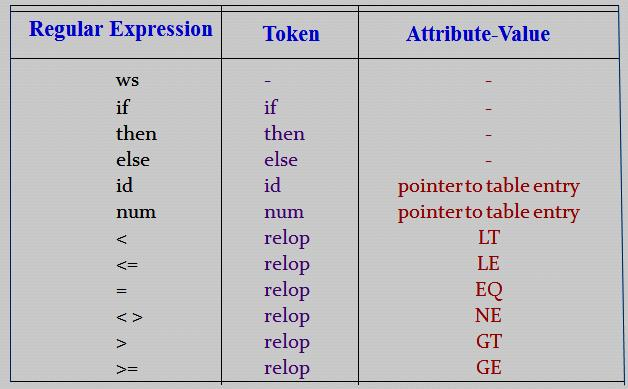 Regular Expression Token Attribute-Value
ws - -
if if -
then then -
else else -
id id pointer to table entry
num num pointer to table entry
< relop LT
<= relop LE
= relop EQ
< > relop NE
> relop GT
>= relop GE